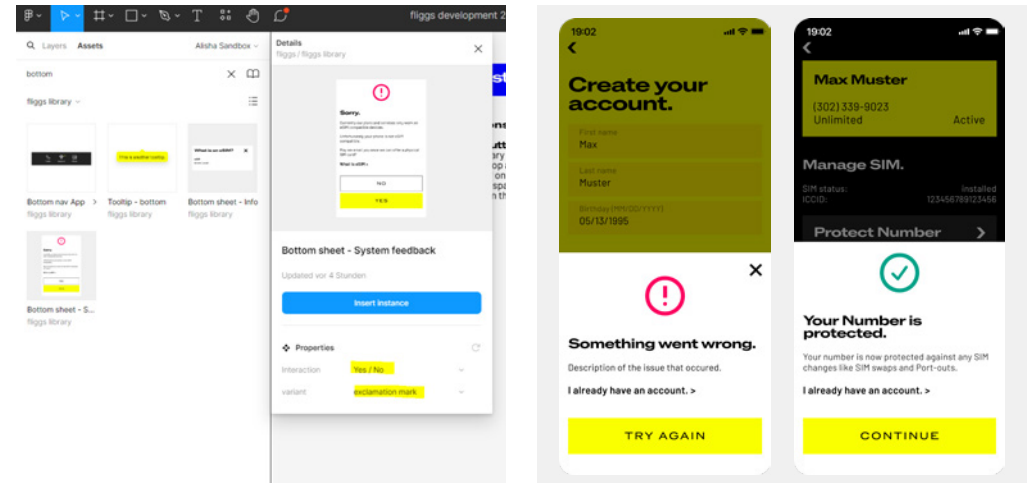 fliggs development 2
Layers Assets
Alisha Sandbox
bottom
fliggs library
Bottom nav App >
fliggs library
Tooltip - bottom
fliggs library
This is another tooltip
What is an eSIM?
Bottom sheet - Info
fliggs library
Bottom sheet - S...
fliggs library
Details
fliggs / fliggs library
Sorry.
What is eSIM >
NO
YES
Bottom sheet - System feedback
Updated vor 4 Stunden
Insert instance
Properties
Interaction
Yes / No
variant
exclamation mark
19:02
Create your
account.
First name
Max
Last name
Muster
Birthday (MM/DD/YYYY)
05/13/1995
Something went wrong.
Description of the issue that occured.
I already have an account. >
TRY AGAIN
19:02
Max Muster
(302) 339-9023
Unlimited
Active
Manage SIM.
SIM status:
Installed
ICCID:
123456789123456
Protect Number
Your Number is
protected.
Your number is now protected against any SIM
changes like SIM swaps and Port-outs.
I already have an account. >
CONTINUE